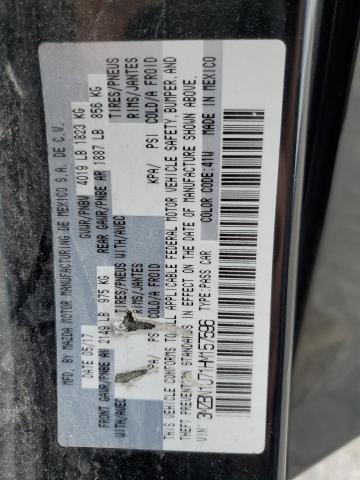 MFD. BY MAZDA MOTOR MANUFACTURING DE MEXICO S.A. DE C.V.
DATE: 05/17 GVWR/PNBV 4019 LB 1823 KG
FRONT GAWR/PNBE AV 2149 LB 975 KG REAR GAWR/PNBE AR 1887 LB 856 KG
WITH/AVEC TIRES/PNEUS WITH/AVEC TIRES/PNEUS
RIMS/JANTES RIMS/JANTES
KPA/ PSI COLD/A FROID KPA/ PSI COLD/A FROID
THIS VEHICLE CONFORMS TO ALL APPLICABLE FEDERAL MOTOR VEHICLE SAFETY, BUMPER, AND
THEFT PREVENTION STANDARDS IN EFFECT ON THE DATE OF MANUFACTURE SHOWN ABOVE.
COLOR CODE: 41W MADE IN MEXICO
VIN: TYPE: PASS CAR